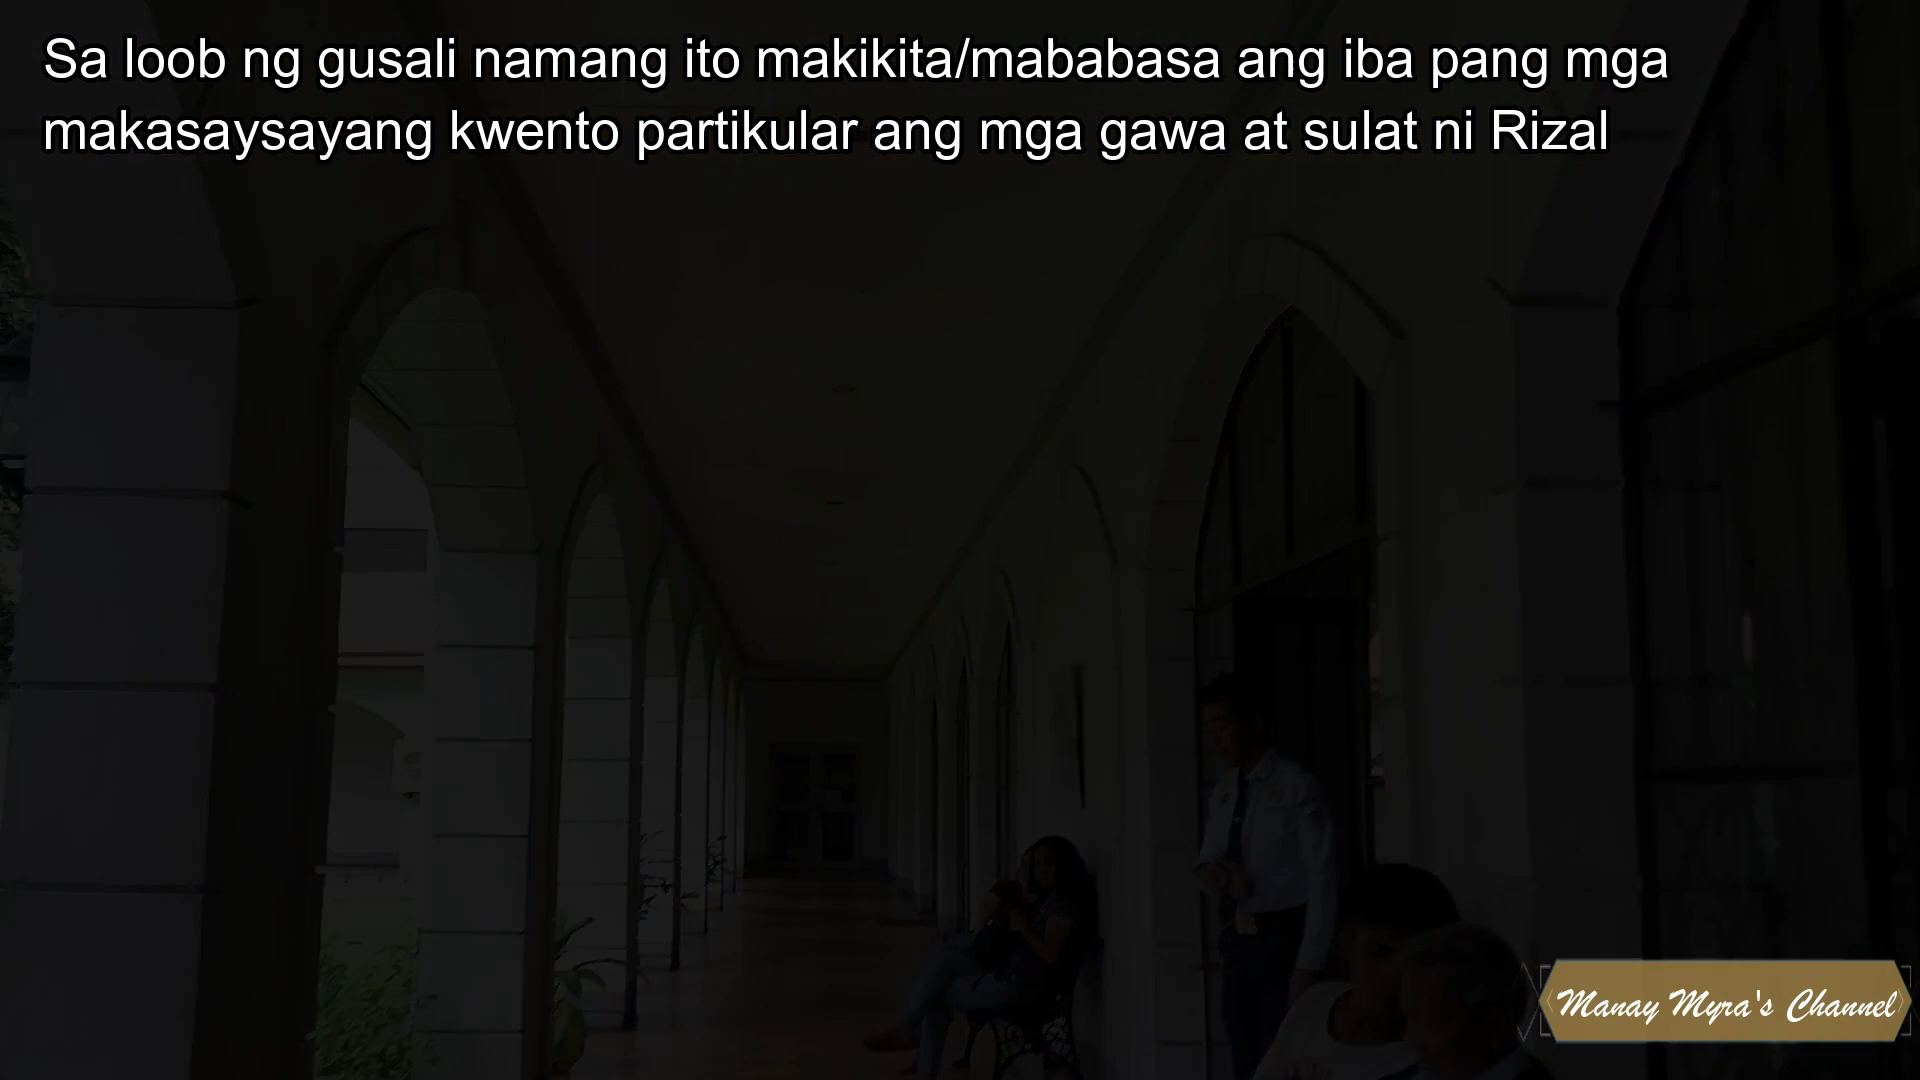 Sa loob ng gusali namang ito makikita/mababasa ang iba pang mga
makasaysayang kwento partikular ang mga gawa at sulat ni Rizal
Manay Myra's Channel